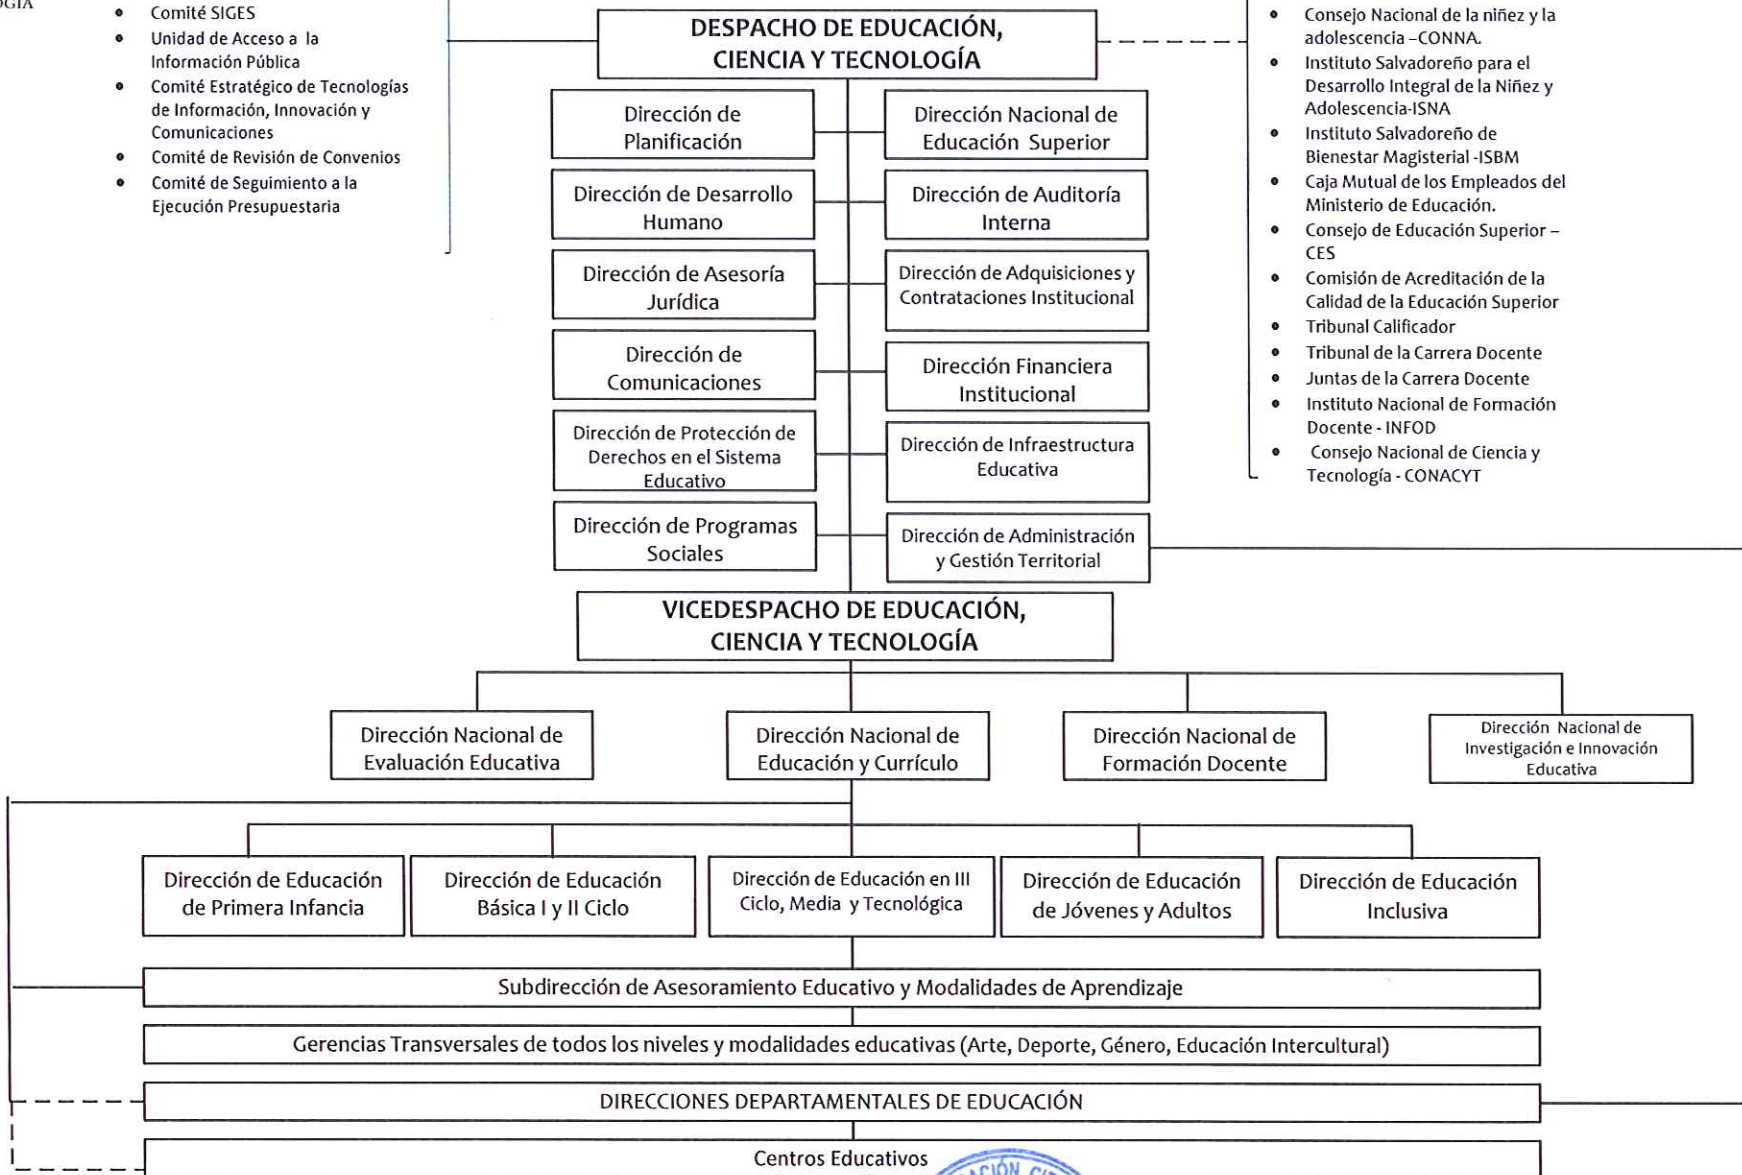 OGÍA
• Comité SIGES
• Unidad de Acceso a la
Información Pública
• Comité Estratégico de Tecnologías
de Información, Innovación y
Comunicaciones
• Comité de Revisión de Convenios
• Comité de Seguimiento a la
Ejecución Presupuestaria
DESPACHO DE EDUCACIÓN,
CIENCIA Y TECNOLOGÍA
• Consejo Nacional de la niñez y la
adolescencia –CONNA.
• Instituto Salvadoreño para el
Desarrollo Integral de la Niñez y
Adolescencia-ISNA
• Instituto Salvadoreño de
Bienestar Magisterial -ISBM
• Caja Mutual de los Empleados del
Ministerio de Educación.
• Consejo de Educación Superior –
CES
• Comisión de Acreditación de la
Calidad de la Educación Superior
• Tribunal Calificador
• Tribunal de la Carrera Docente
• Juntas de la Carrera Docente
• Instituto Nacional de Formación
Docente - INFOD
• Consejo Nacional de Ciencia y
Tecnología - CONACYT
Dirección de
Planificación
Dirección Nacional de
Educación Superior
Dirección de Desarrollo
Humano
Dirección de Auditoría
Interna
Dirección de Asesoría
Jurídica
Dirección de Adquisiciones y
Contrataciones Institucional
Dirección de
Comunicaciones
Dirección Financiera
Institucional
Dirección de Protección de
Derechos en el Sistema
Educativo
Dirección de Infraestructura
Educativa
Dirección de Programas
Sociales
Dirección de Administración
y Gestión Territorial
VICEDESPACHO DE EDUCACIÓN,
CIENCIA Y TECNOLOGÍA
Dirección Nacional de
Evaluación Educativa
Dirección Nacional de
Educación y Currículo
Dirección Nacional de
Formación Docente
Dirección Nacional de
Investigación e Innovación
Educativa
Dirección de Educación
de Primera Infancia
Dirección de Educación
Básica I y II Ciclo
Dirección de Educación en III
Ciclo, Media y Tecnológica
Dirección de Educación
de Jóvenes y Adultos
Dirección de Educación
Inclusiva
Subdirección de Asesoramiento Educativo y Modalidades de Aprendizaje
Gerencias Transversales de todos los niveles y modalidades educativas (Arte, Deporte, Género, Educación Intercultural)
DIRECCIONES DEPARTAMENTALES DE EDUCACIÓN
Centros Educativos